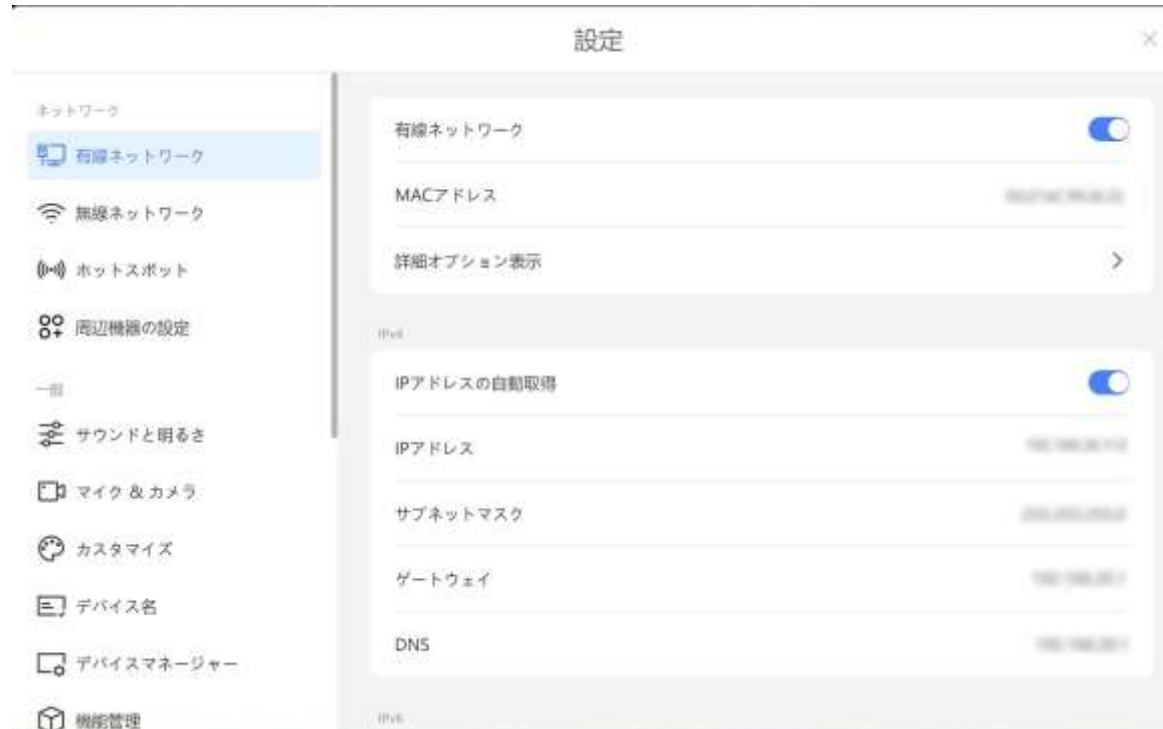 設定
ネットワーク
有線ネットワーク
無線ネットワーク
ホットスポット
周辺機器の設定
一般
サウンドと明るさ
マイク & カメラ
カスタマイズ
デバイス名
デバイスマネージャー
機能管理
有線ネットワーク
MACアドレス
詳細オプション表示
IPv4
IPアドレスの自動取得
IPアドレス
サブネットマスク
ゲートウェイ
DNS
IPv6